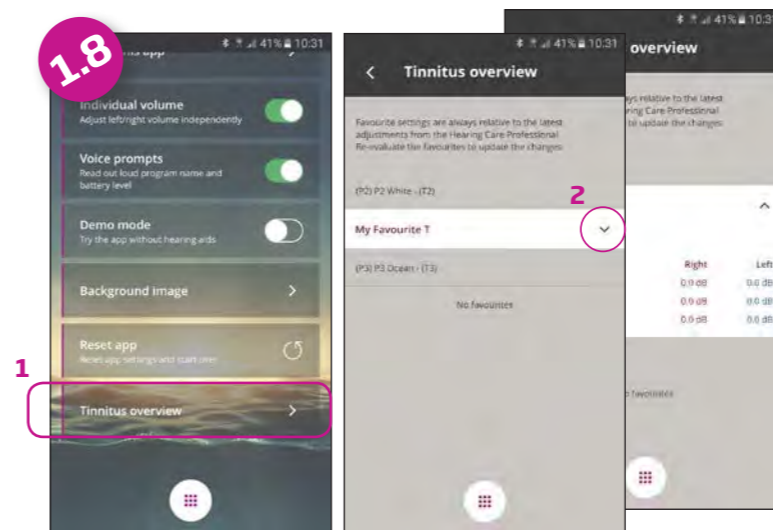 1.8
41% 10:31
app
Individual volume
Adjust left/right volume independently
Voice prompts
Read out loud program name and
battery level
Demo mode
Try the app without hearing aids
Background image
Reset app
Reset app settings and start over
1
Tinnitus overview
41% 10:31
Tinnitus overview
Favourite settings are always relative to the latest
adjustments from the Hearing Care Professional
Re-evaluate the favourites to update the changes
(P2) P2 White - (T2)
2
My Favourite T
(P3) P3 Ocean - (T3)
No favourites
41% 10:3
overview
ys relative to the latest
ring Care Professional
to update the changes
Right Left
0.0 dB 0.0 dB
0.0 dB 0.0 dB
0.0 dB 0.0 dB
favourites